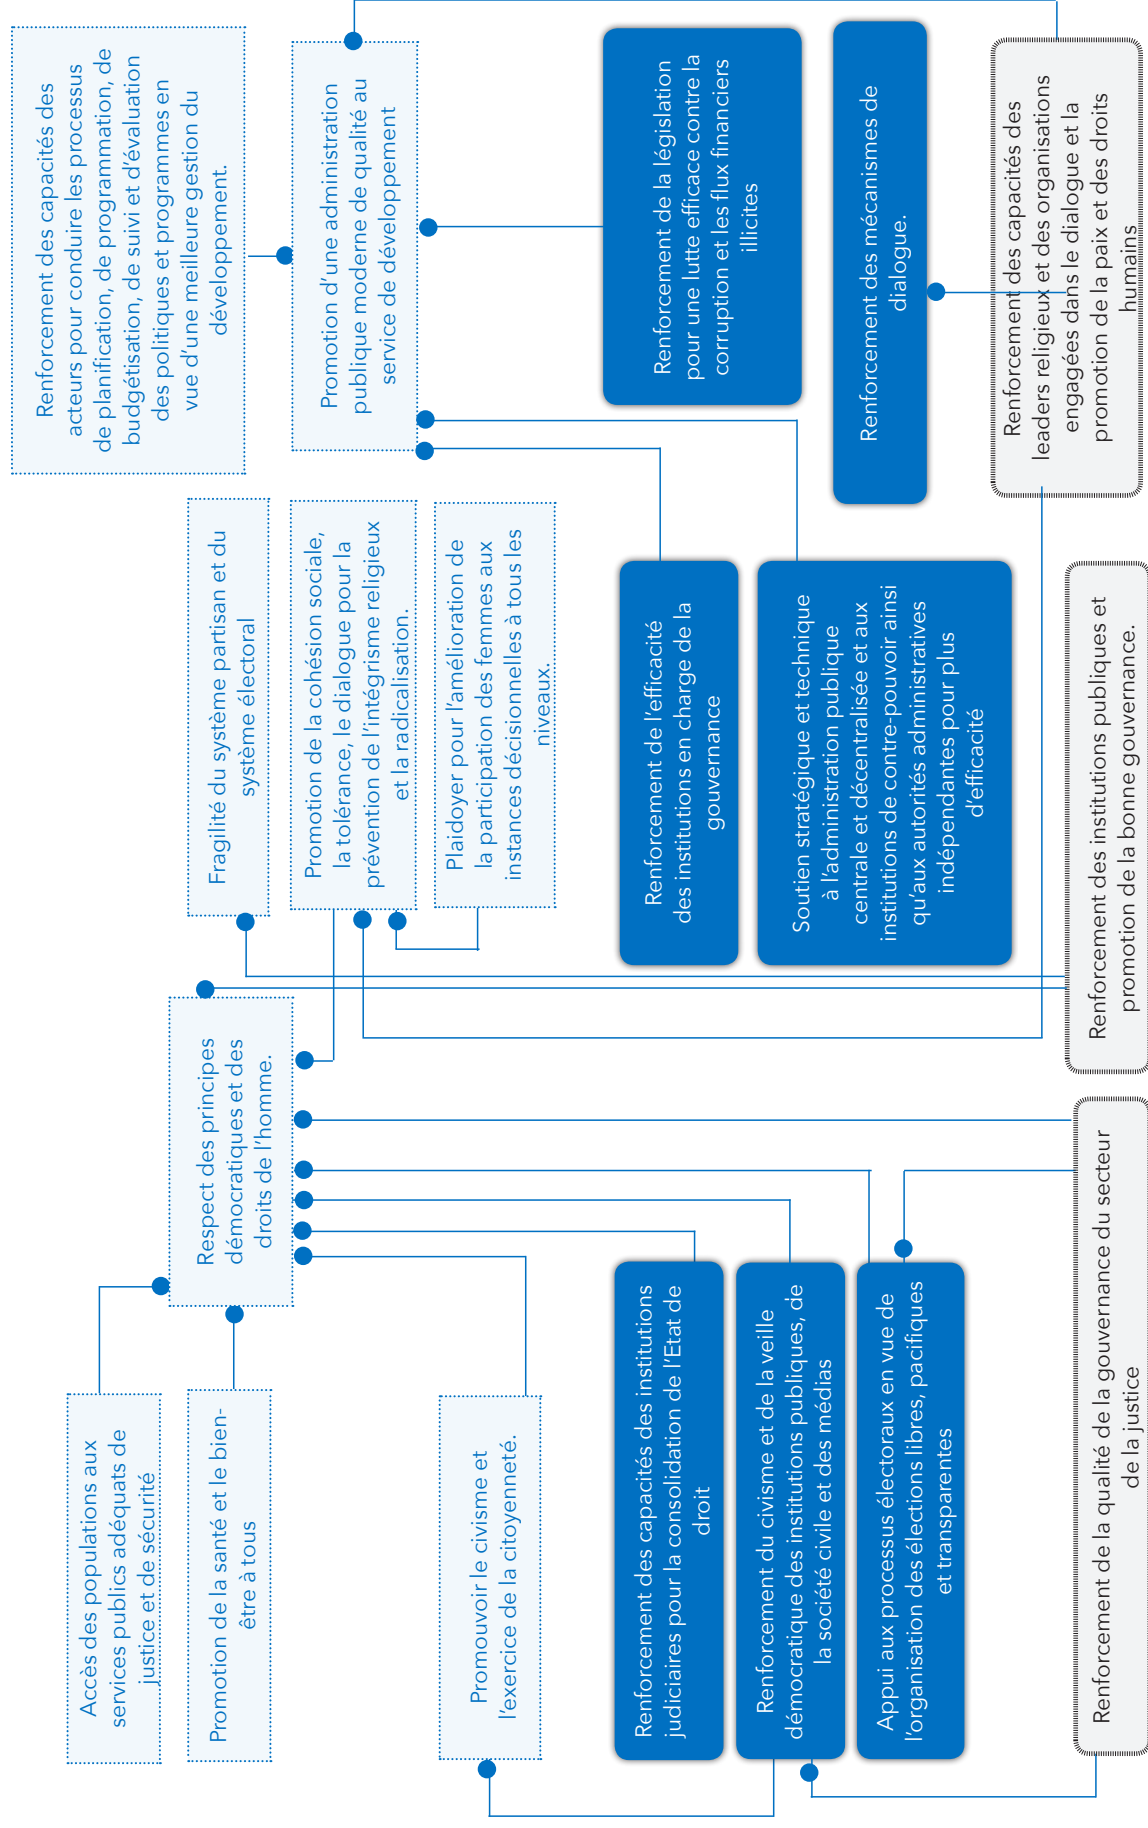 Accès des populations aux
services publics adéquats de
justice et de sécurité
Promotion de la santé et le bien-
être à tous
Respect des principes
démocratiques et des
droits de l'homme.
Fragilité du système partisan et du
système électoral
Promotion de la cohésion sociale,
la tolérance, le dialogue pour la
prévention de l'intégrisme religieux
et la radicalisation.
Plaidoyer pour l'amélioration de
la participation des femmes aux
instances décisionnelles à tous les
niveaux.
Renforcement des capacités des
acteurs pour conduire les processus
de planification, de programmation, de
budgétisation, de suivi et d'évaluation
des politiques et programmes en
vue d'une meilleure gestion du
développement.
Promotion d'une administration
publique moderne de qualité au
service de développement
Promouvoir le civisme et
l'exercice de la citoyenneté.
Renforcement des capacités des institutions
judiciaires pour la consolidation de l'Etat de
droit
Renforcement du civisme et de la veille
démocratique des institutions publiques, de
la société civile et des médias
Appui aux processus électoraux en vue de
l'organisation des élections libres, pacifiques
et transparentes
Renforcement de l'efficacité
des institutions en charge de la
gouvernance
Soutien stratégique et technique
à l'administration publique
centrale et décentralisée et aux
institutions de contre-pouvoir ainsi
qu'aux autorités administratives
indépendantes pour plus
d'efficacité
Renforcement de la législation
pour une lutte efficace contre la
corruption et les flux financiers
illicites
Renforcement des mécanismes de
dialogue.
Renforcement de la qualité de la gouvernance du secteur
de la justice
Renforcement des institutions publiques et
promotion de la bonne gouvernance.
Renforcement des capacités des
leaders religieux et des organisations
engagées dans le dialogue et la
promotion de la paix et des droits
humains